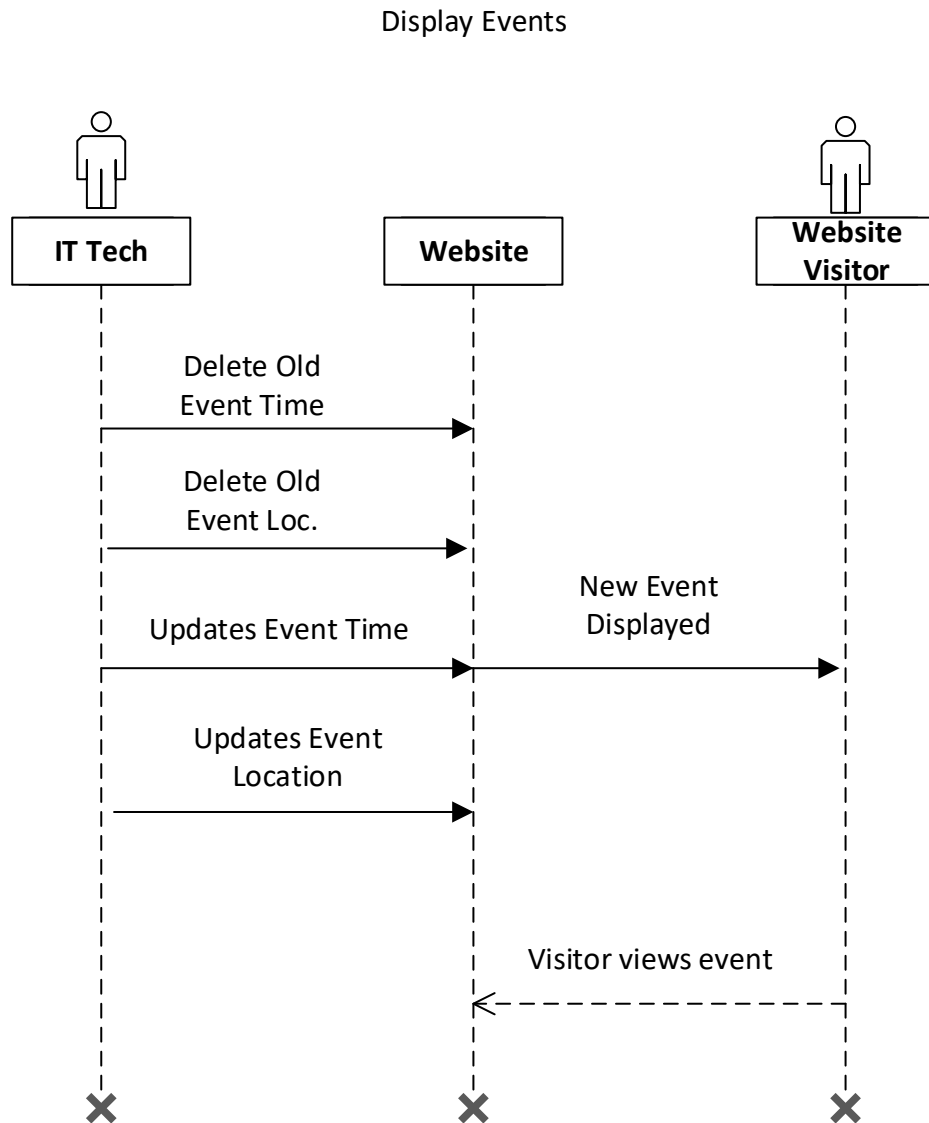 Display Events
IT Tech
Website
Website
Visitor
Delete Old
Event Time
Delete Old
Event Loc.
New Event
Displayed
Updates Event Time
Updates Event
Location
Visitor views event